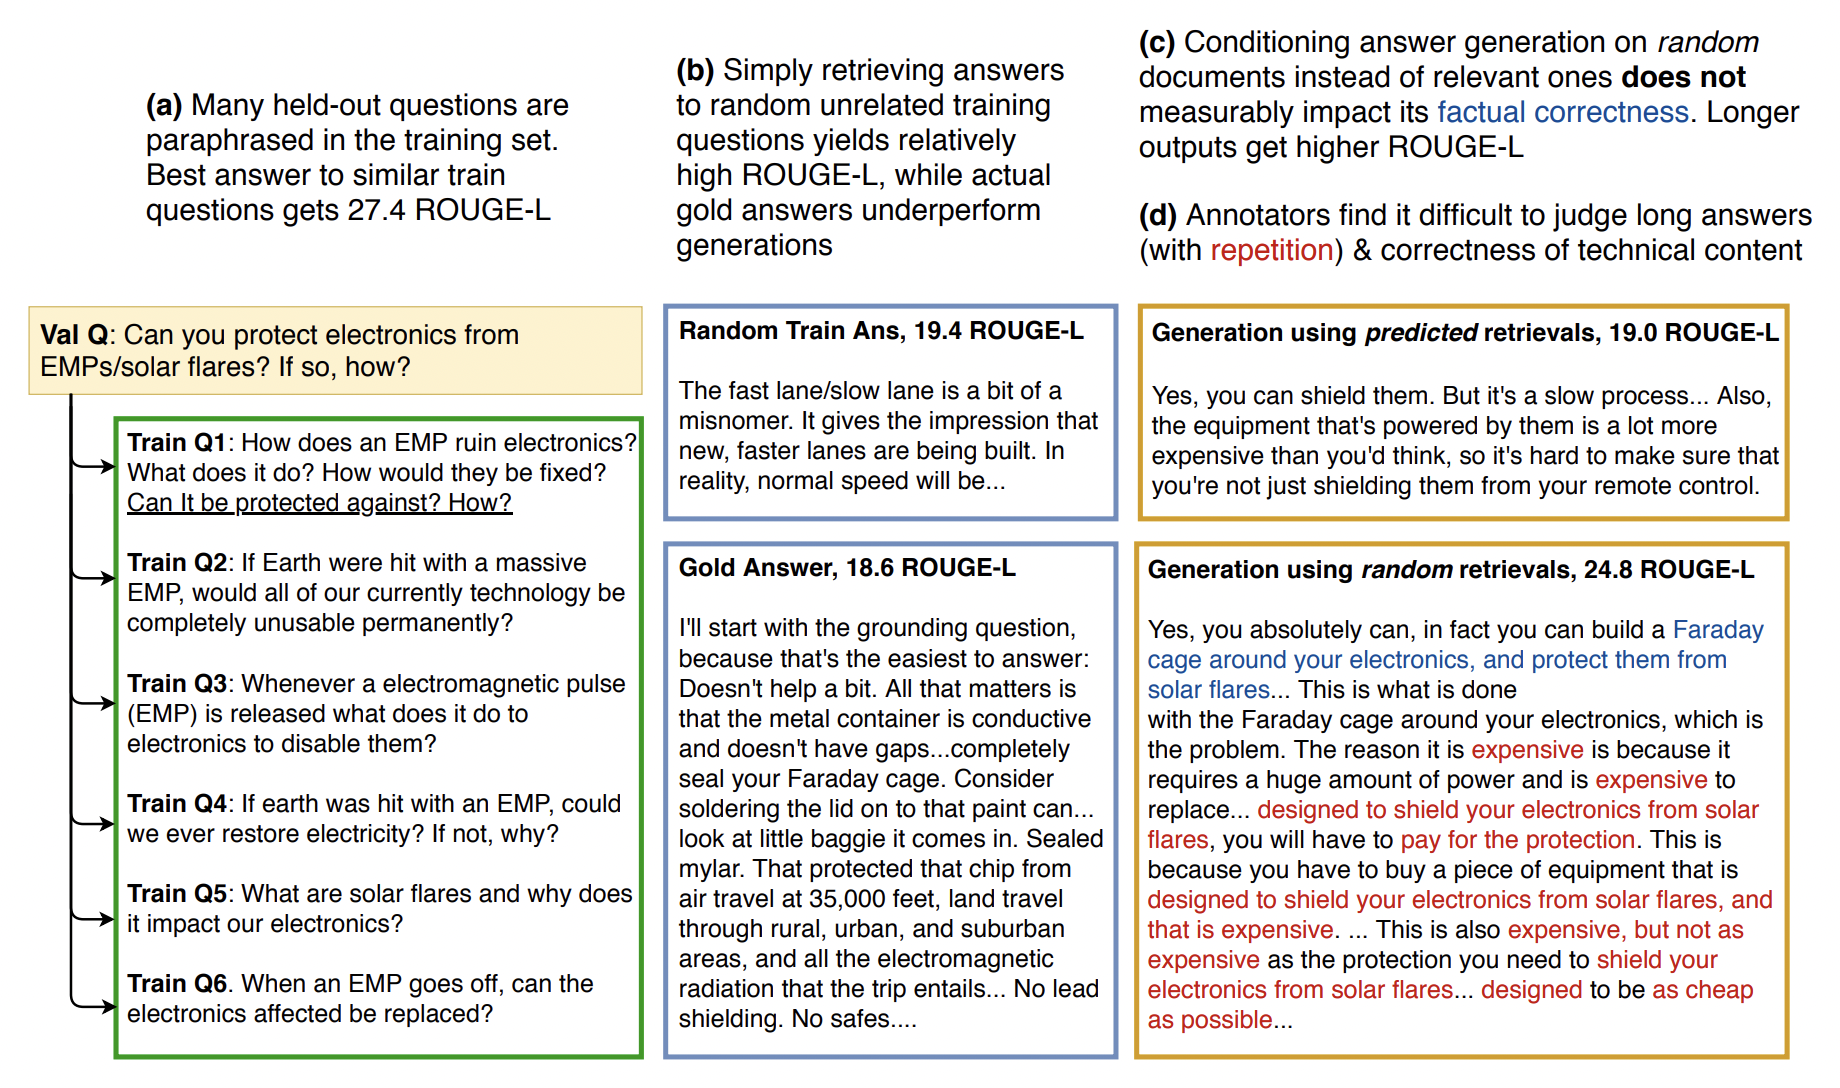 (a) Many held-out questions are
paraphrased in the training set.
Best answer to similar train
questions gets 27.4 ROUGE-L
(b) Simply retrieving answers
to random unrelated training
questions yields relatively
high ROUGE-L, while actual
gold answers underperform
generations
(c) Conditioning answer generation on random
documents instead of relevant ones does not
measurably impact its factual correctness. Longer
outputs get higher ROUGE-L
(d) Annotators find it difficult to judge long answers
(with repetition) & correctness of technical content
Val Q: Can you protect electronics from
EMPs/solar flares? If so, how?
Train Q1: How does an EMP ruin electronics?
What does it do? How would they be fixed?
Can It be protected against? How?
Train Q2: If Earth were hit with a massive
EMP, would all of our currently technology be
completely unusable permanently?
Train Q3: Whenever a electromagnetic pulse
(EMP) is released what does it do to
electronics to disable them?
Train Q4: If earth was hit with an EMP, could
we ever restore electricity? If not, why?
Train Q5: What are solar flares and why does
it impact our electronics?
Train Q6. When an EMP goes off, can the
electronics affected be replaced?
Random Train Ans, 19.4 ROUGE-L
The fast lane/slow lane is a bit of a
misnomer. It gives the impression that
new, faster lanes are being built. In
reality, normal speed will be...
Gold Answer, 18.6 ROUGE-L
I'll start with the grounding question,
because that's the easiest to answer:
Doesn't help a bit. All that matters is
that the metal container is conductive
and doesn't have gaps...completely
seal your Faraday cage. Consider
soldering the lid on to that paint can...
look at little baggie it comes in. Sealed
mylar. That protected that chip from
air travel at 35,000 feet, land travel
through rural, urban, and suburban
areas, and all the electromagnetic
radiation that the trip entails... No lead
shielding. No safes....
Generation using predicted retrievals, 19.0 ROUGE-L
Yes, you can shield them. But it's a slow process... Also,
the equipment that's powered by them is a lot more
expensive than you'd think, so it's hard to make sure that
you're not just shielding them from your remote control.
Generation using random retrievals, 24.8 ROUGE-L
Yes, you absolutely can, in fact you can build a Faraday
cage around your electronics, and protect them from
solar flares... This is what is done
with the Faraday cage around your electronics, which is
the problem. The reason it is expensive is because it
requires a huge amount of power and is expensive to
replace... designed to shield your electronics from solar
flares, you will have to pay for the protection. This is
because you have to buy a piece of equipment that is
designed to shield your electronics from solar flares, and
that is expensive. ... This is also expensive, but not as
expensive as the protection you need to shield your
electronics from solar flares... designed to be as cheap
as possible...